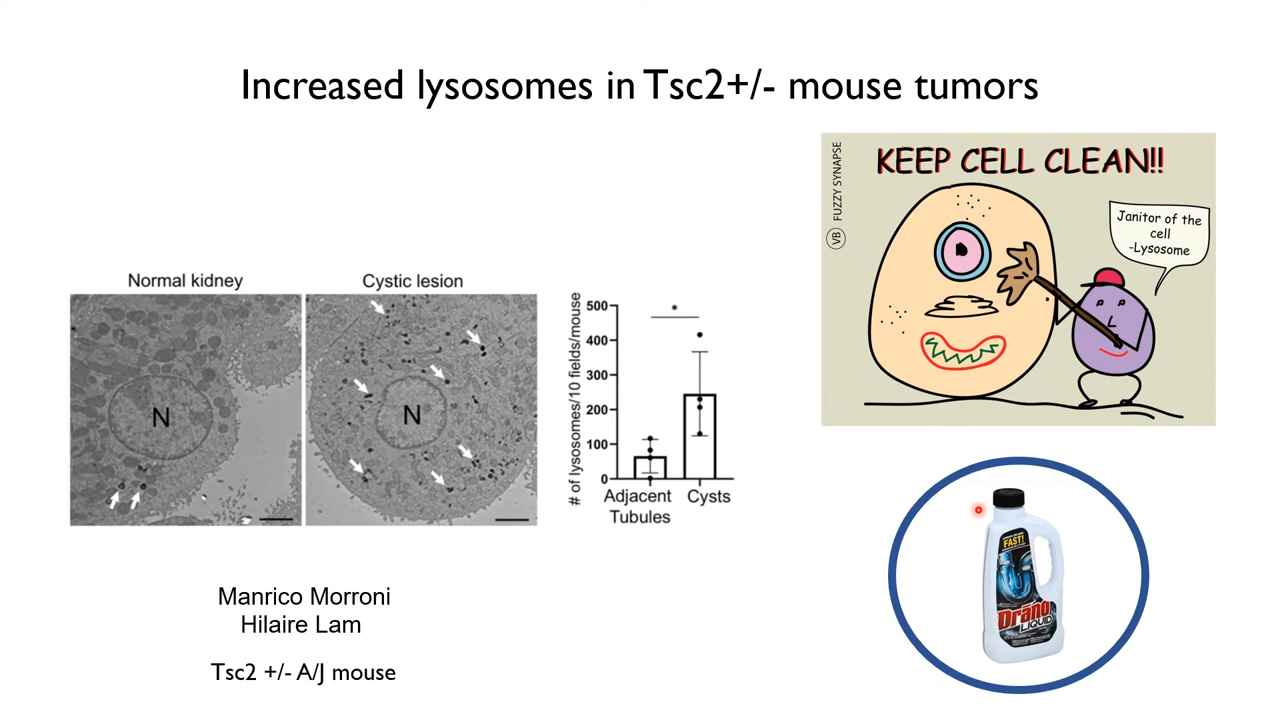 Increased lysosomes in Tsc2+/- mouse tumors
Normal kidney
Cystic lesion
N
N
# of lysosomes/10 fields/mouse
500
400
300
200
100
0
*
Adjacent
Tubules
Cysts
VB FUZZY SYNAPSE
KEEP CELL CLEAN!!
Janitor of the
cell
-Lysosome
FAST!
Drano
LIQUID
Manrico Morroni
Hilaire Lam
Tsc2 +/- A/J mouse